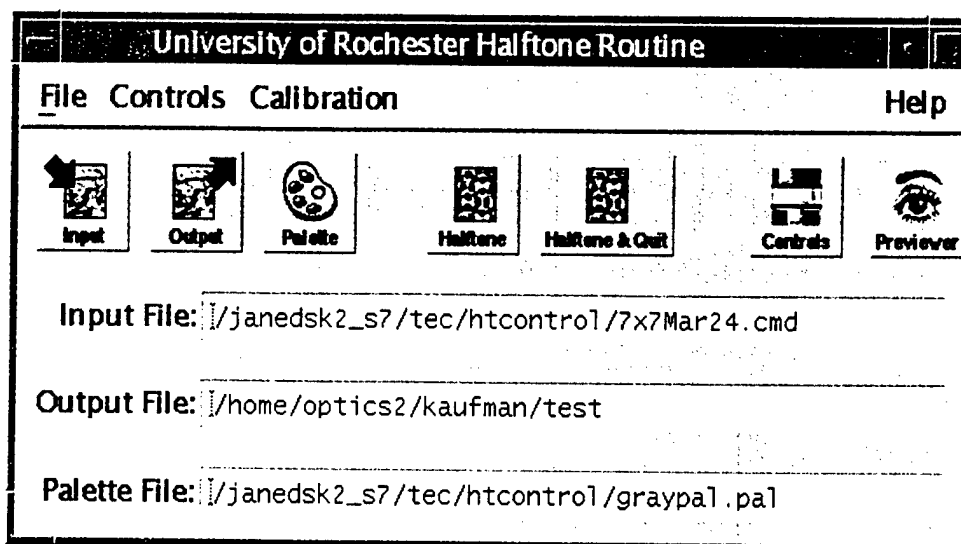 University of Rochester Halftone Routine
File Controls Calibration Help
Input Output Palette Halftone Halftone & Quit Controls Previewer
Input File: /janedsk2_s7/tec/htcontrol/7x7Mar24.cmd
Output File: /home/optics2/kaufman/test
Palette File: /janedsk2_s7/tec/htcontrol/graypal.pal